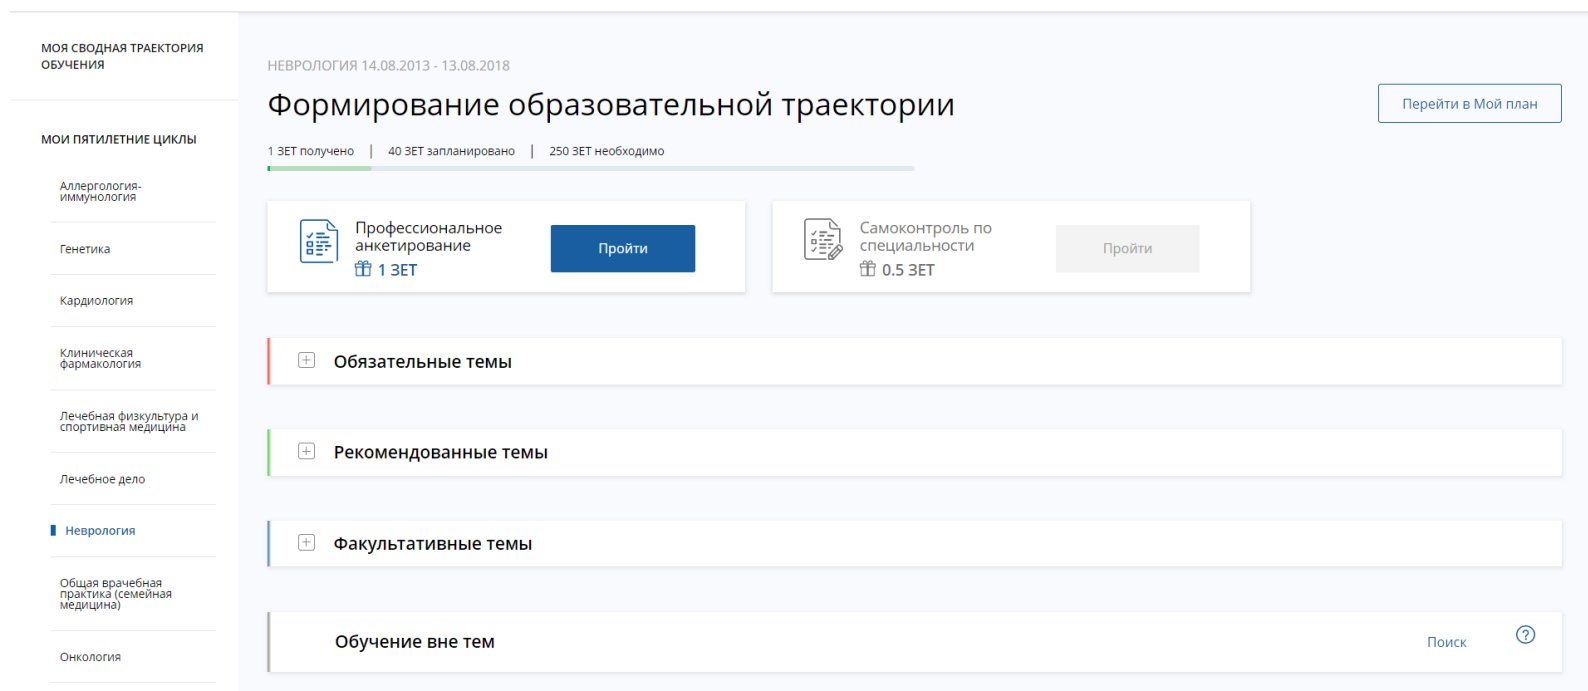 МОЯ СВОДНАЯ ТРАЕКТОРИЯ
ОБУЧЕНИЯ
МОИ ПЯТИЛЕТНИЕ ЦИКЛЫ
Аллергология-
иммунология
Генетика
Кардиология
Клиническая
фармакология
Лечебная физкультура и
спортивная медицина
Лечебное дело
Неврология
Общая врачебная
практика (семейная
медицина)
Онкология
НЕВРОЛОГИЯ 14.08.2013 - 13.08.2018
Формирование образовательной траектории
Перейти в Мой план
1 ЗЕТ получено | 40 ЗЕТ запланировано | 250 ЗЕТ необходимо
Профессиональное
анкетирование
1 ЗЕТ
Пройти
Самоконтроль по
специальности
0.5 ЗЕТ
Пройти
Обязательные темы
Рекомендованные темы
Факультативные темы
Обучение вне тем
Поиск
?